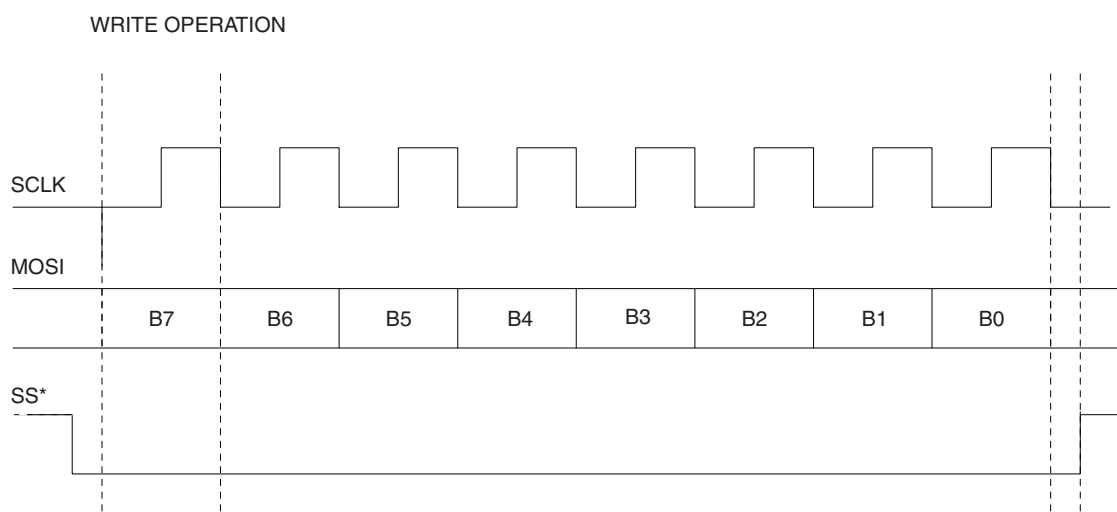 WRITE OPERATION
SCLK
MOSI
B7 B6 B5 B4 B3 B2 B1 B0
SS*